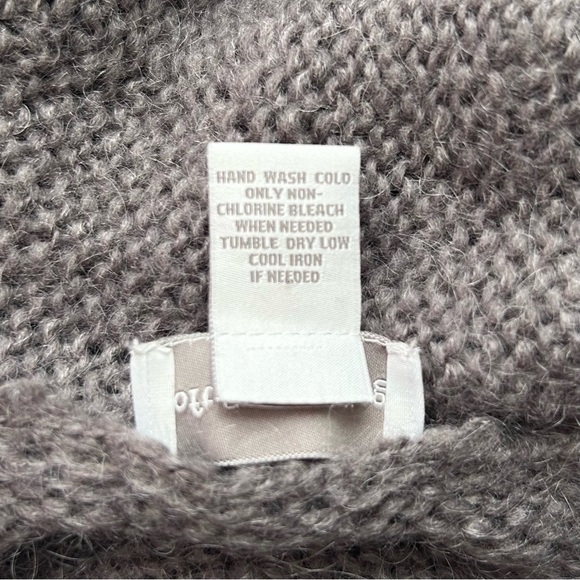 HAND WASH COLD
ONLY NON-
CHLORINE BLEACH
WHEN NEEDED
TUMBLE DRY LOW
COOL IRON
IF NEEDED